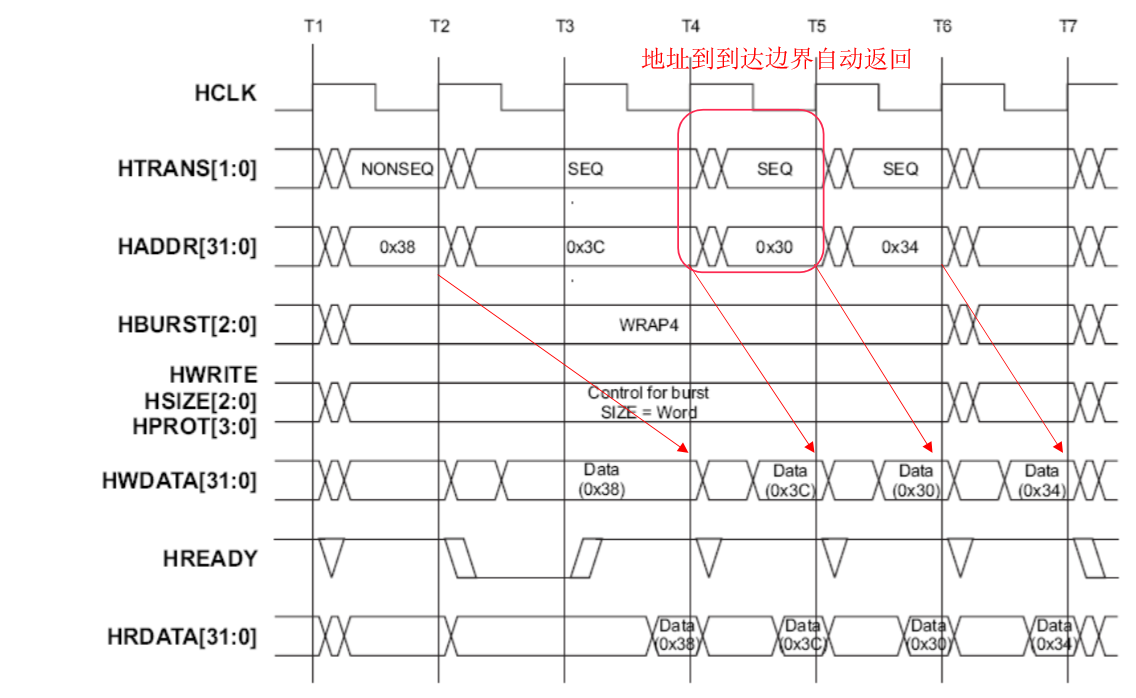 T1 T2 T3 T4 T5 T6 T7
地址到到达边界自动返回
HCLK
HTRANS[1:0] NONSEQ SEQ SEQ SEQ
HADDR[31:0] 0x38 0x3C 0x30 0x34
HBURST[2:0] WRAP4
HWRITE
HSIZE[2:0]
HPROT[3:0]
Control for burst
SIZE = Word
HWDATA[31:0]
Data Data Data Data
(0x38) (0x3C) (0x30) (0x34)
HREADY
HRDATA[31:0]
Data Data Data Data
(0x38) (0x3C) (0x30) (0x34)